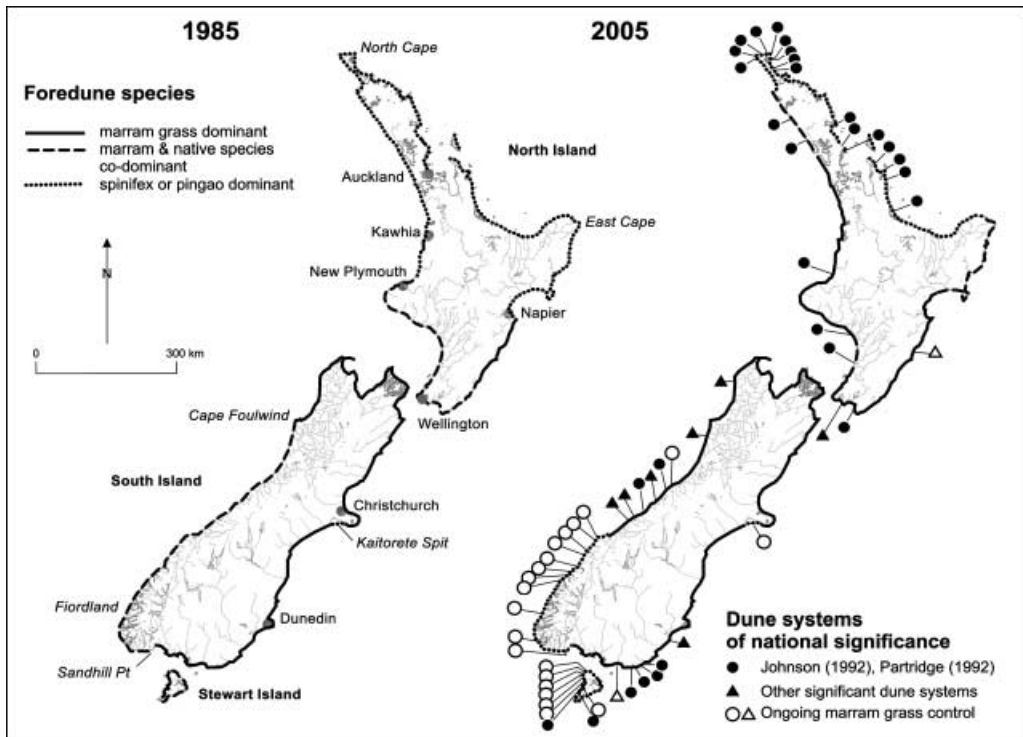 1985
2005
North Cape
Foredune species
marram grass dominant
marram & native species
co-dominant
spinifex or pingao dominant
North Island
Auckland
East Cape
Kawhia
N
New Plymouth
Napier
0
300 km
Cape Foulwind
Wellington
South Island
Christchurch
Kaitorete Spit
Fiordland
Dunedin
Sandhill Pt
Stewart Island
Dune systems
of national significance
Johnson (1992), Partridge (1992)
Other significant dune systems
Ongoing marram grass control